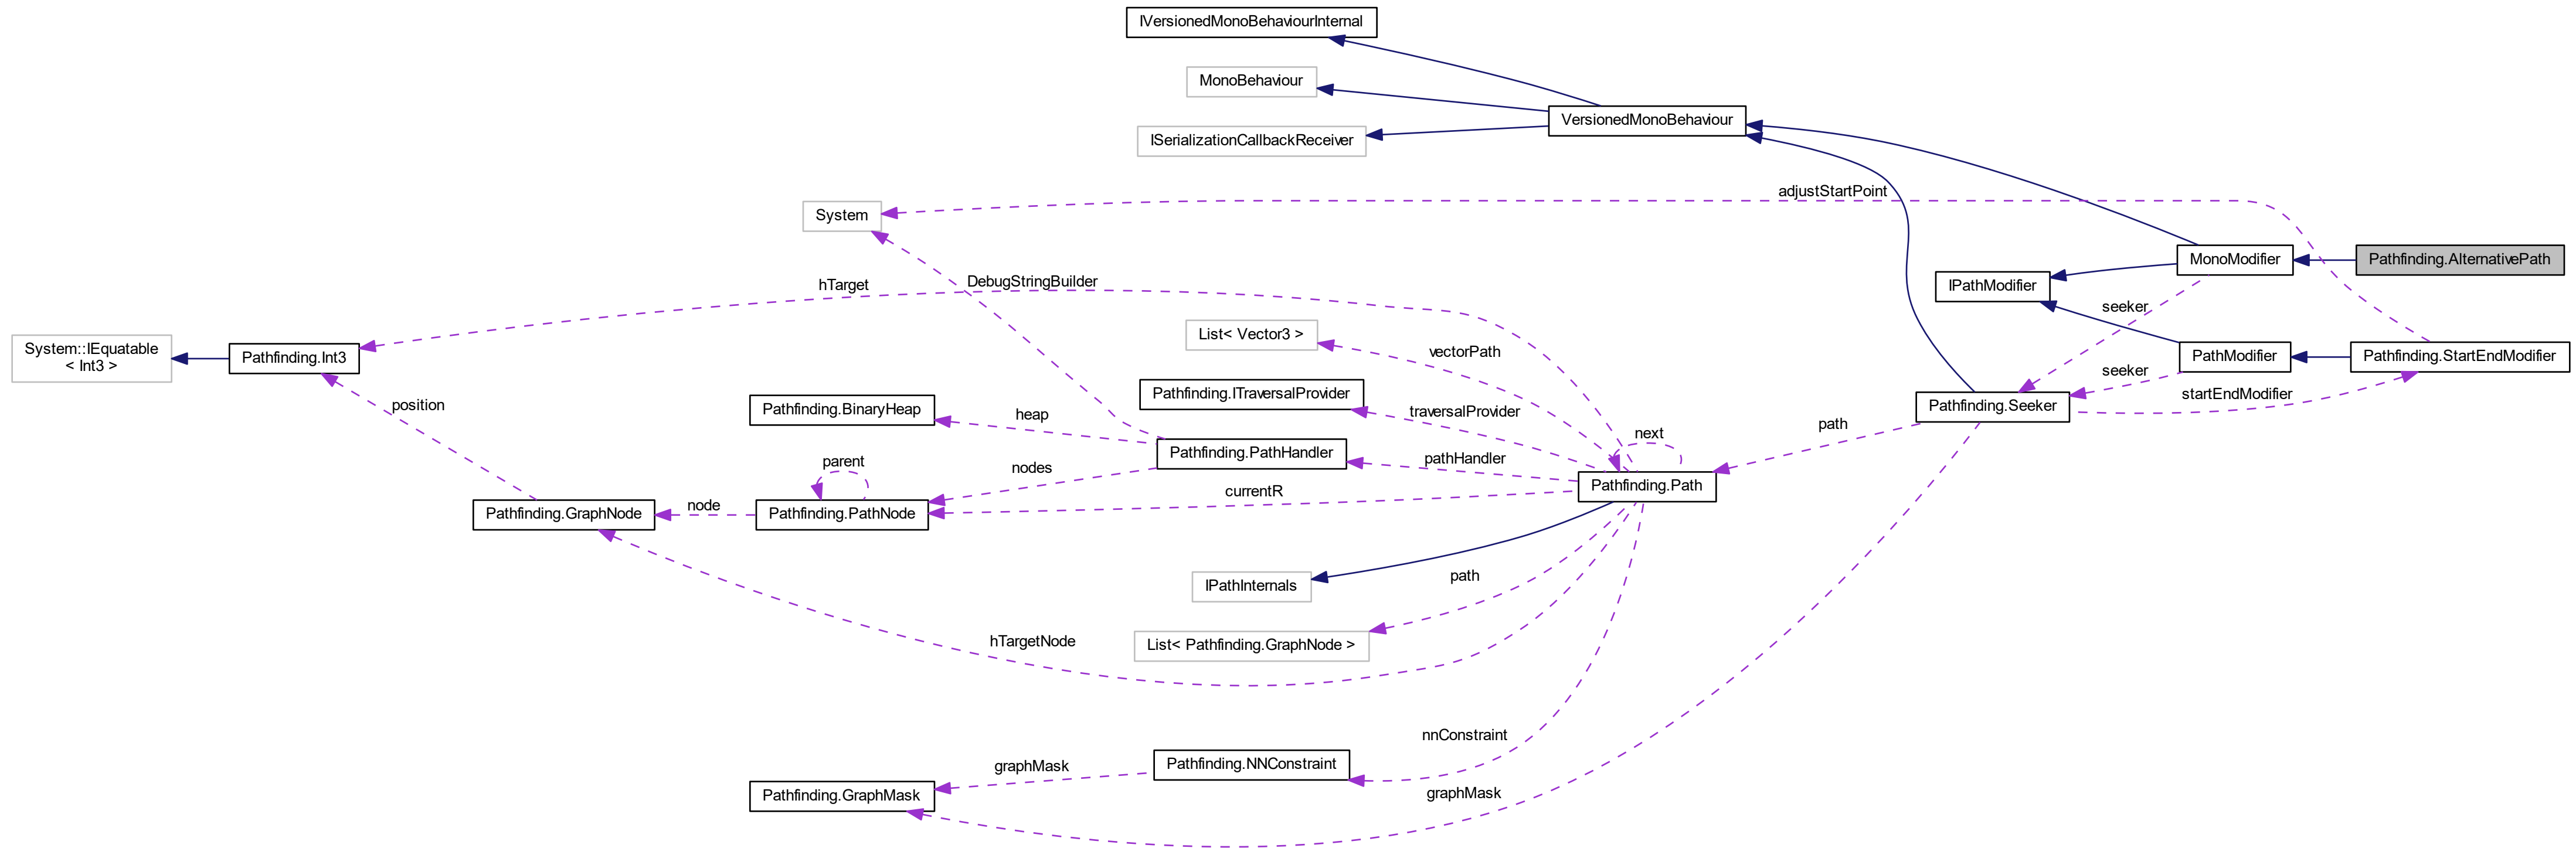 IVersionedMonoBehaviourInternal
MonoBehaviour
VersionedMonoBehaviour
ISerializationCallbackReceiver
adjustStartPoint
System
MonoModifier
Pathfinding.AlternativePath
DebugStringBuilder
hTarget
IPathModifier
seeker
List< Vector3 >
System::IEquatable
< Int3 >
Pathfinding.Int3
vectorPath
PathModifier
Pathfinding.StartEndModifier
seeker
Pathfinding.ITraversalProvider
startEndModifier
position
Pathfinding.BinaryHeap
heap
traversalProvider
Pathfinding.Seeker
path
next
Pathfinding.PathHandler
pathHandler
parent
nodes
Pathfinding.Path
currentR
node
Pathfinding.GraphNode
Pathfinding.PathNode
path
IPathInternals
hTargetNode
List< Pathfinding.GraphNode >
nnConstraint
graphMask
Pathfinding.NNConstraint
Pathfinding.GraphMask
graphMask